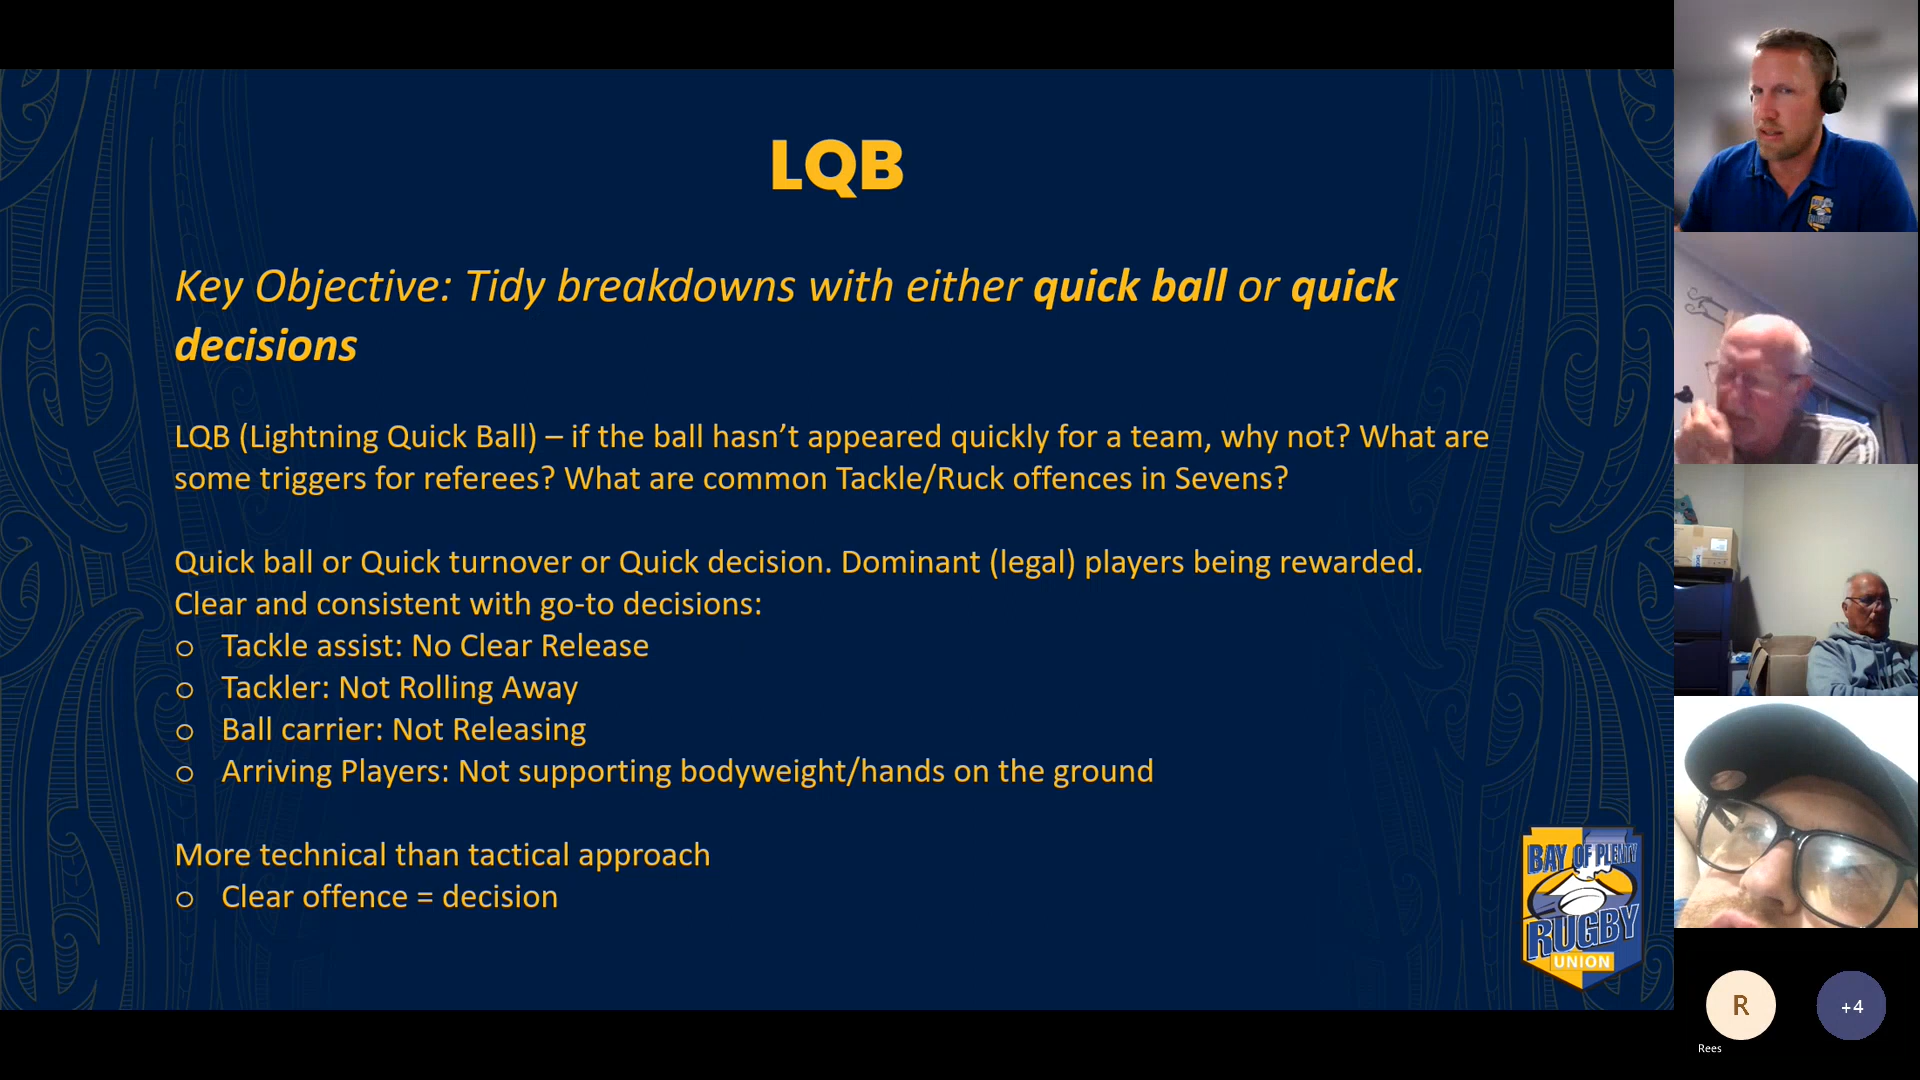 LQB
Key Objective: Tidy breakdowns with either quick ball or quick
decisions
LQB (Lightning Quick Ball) – if the ball hasn’t appeared quickly for a team, why not? What are
some triggers for referees? What are common Tackle/Ruck offences in Sevens?
Quick ball or Quick turnover or Quick decision. Dominant (legal) players being rewarded.
Clear and consistent with go-to decisions:
o Tackle assist: No Clear Release
o Tackler: Not Rolling Away
o Ball carrier: Not Releasing
o Arriving Players: Not supporting bodyweight/hands on the ground
More technical than tactical approach
o Clear offence = decision
BAY OF PLENTY
RUGBY
UNION
R
+4
Rees